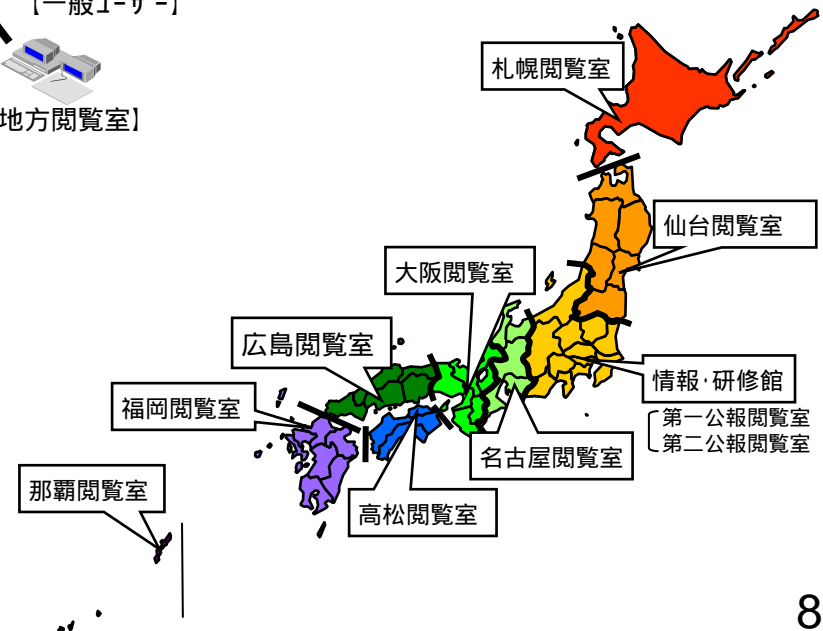 【一般ﾕｰｻﾞｰ】
地方閲覧室】
札幌閲覧室
仙台閲覧室
大阪閲覧室
広島閲覧室
情報・研修館
第一公報閲覧室
第二公報閲覧室
福岡閲覧室
名古屋閲覧室
那覇閲覧室
高松閲覧室
8